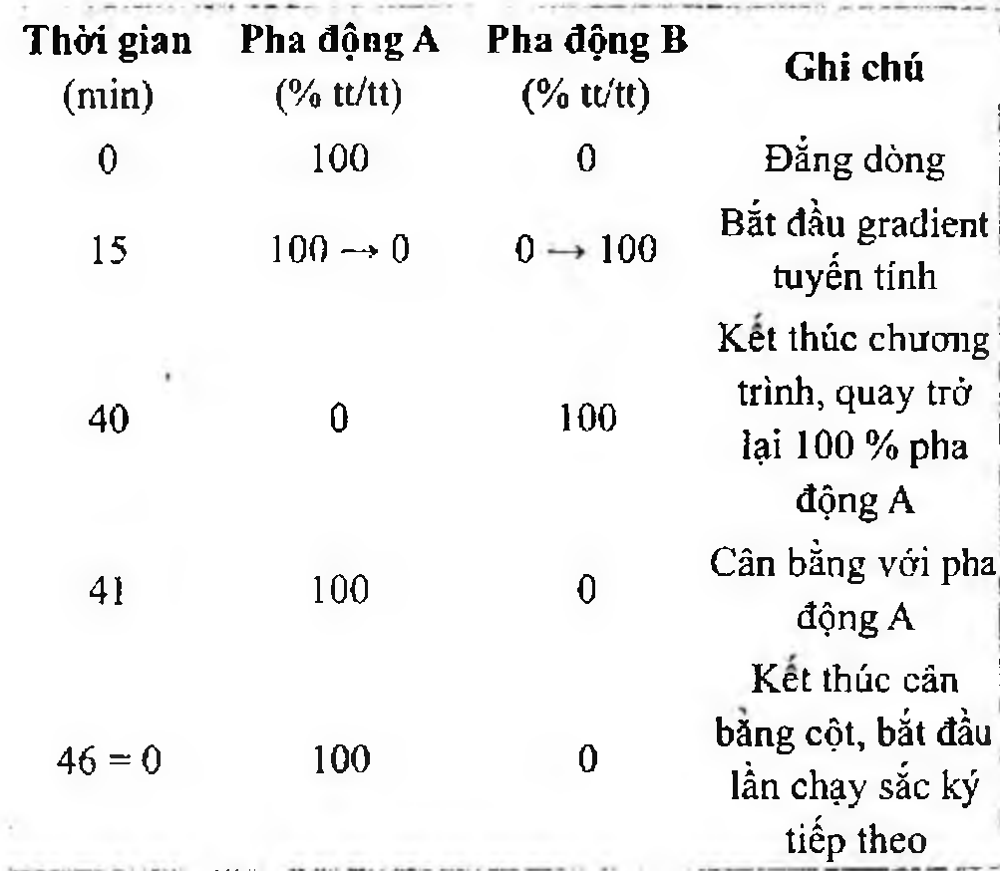 Thời gian Pha động A Pha động B Ghi chú
(min) (% tt/tt) (% tt/tt)
0 100 0 Đẳng dòng
15 100 → 0 0 → 100 Bắt đầu gradient
tuyến tính
Kết thúc chương
trình, quay trở
40 0 100
lại 100 % pha
động A
41 100 0 Cân bằng với pha
động A
Kết thúc cân
bằng cột, bắt đầu
46 = 0 100 0
lần chạy sắc ký
tiếp theo